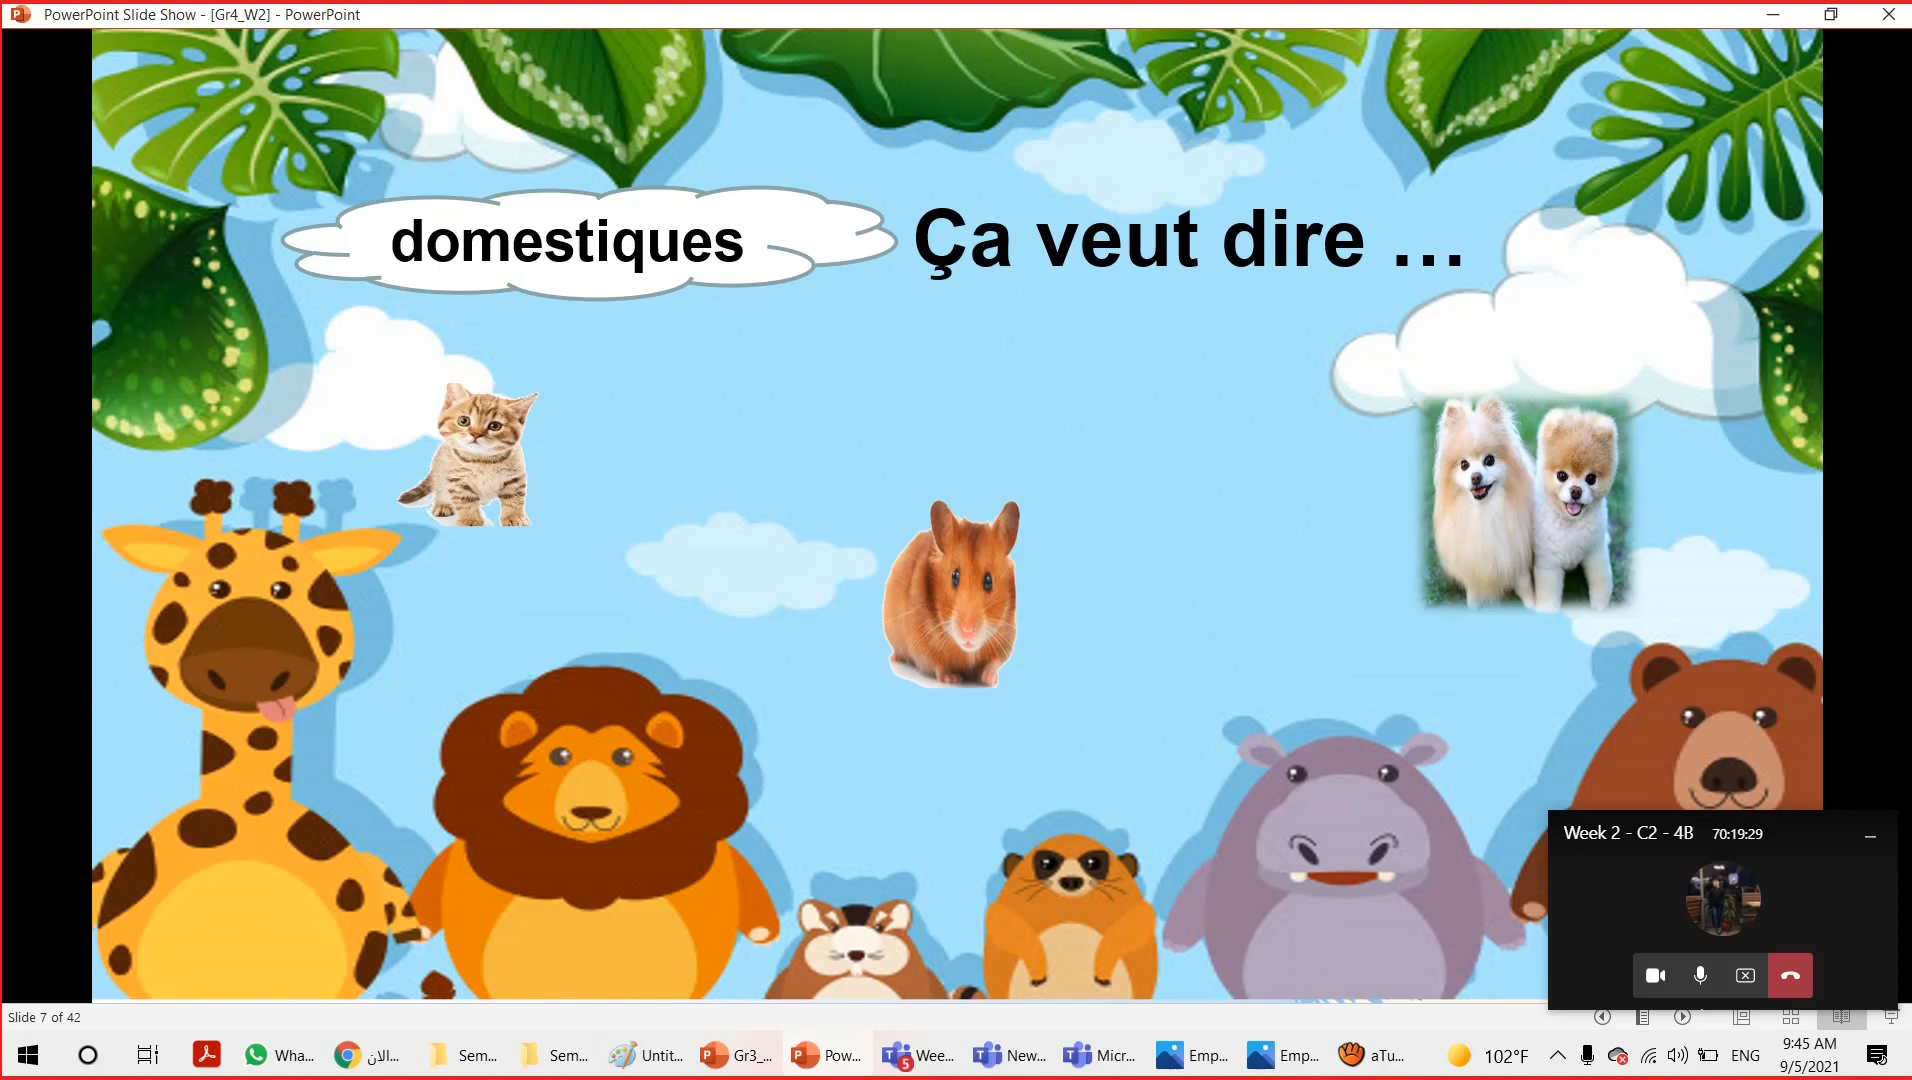 PowerPoint Slide Show - [Gr4_W2] - PowerPoint
domestiques
Ça veut dire ...
Week 2 - C2 - 4B 70:19:29
Slide 7 of 42
Wha...
الآن...
Sem...
Sem...
Untit...
Gr3_...
Pow...
5
Wee...
New...
Micr...
Emp...
Emp...
aTu...
102°F
ENG
9:45 AM
9/5/2021